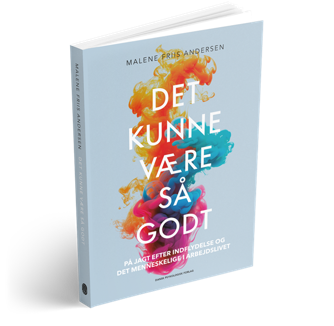 MALENE FRIIS ANDERSEN
DET
KUNNE
VÆRE
SÅ
GODT
PÅ JAGT EFTER INDFLYDELSE OG
DET MENNESKELIGE I ARBEJDSLIVET
MALENE FRIIS ANDERSEN